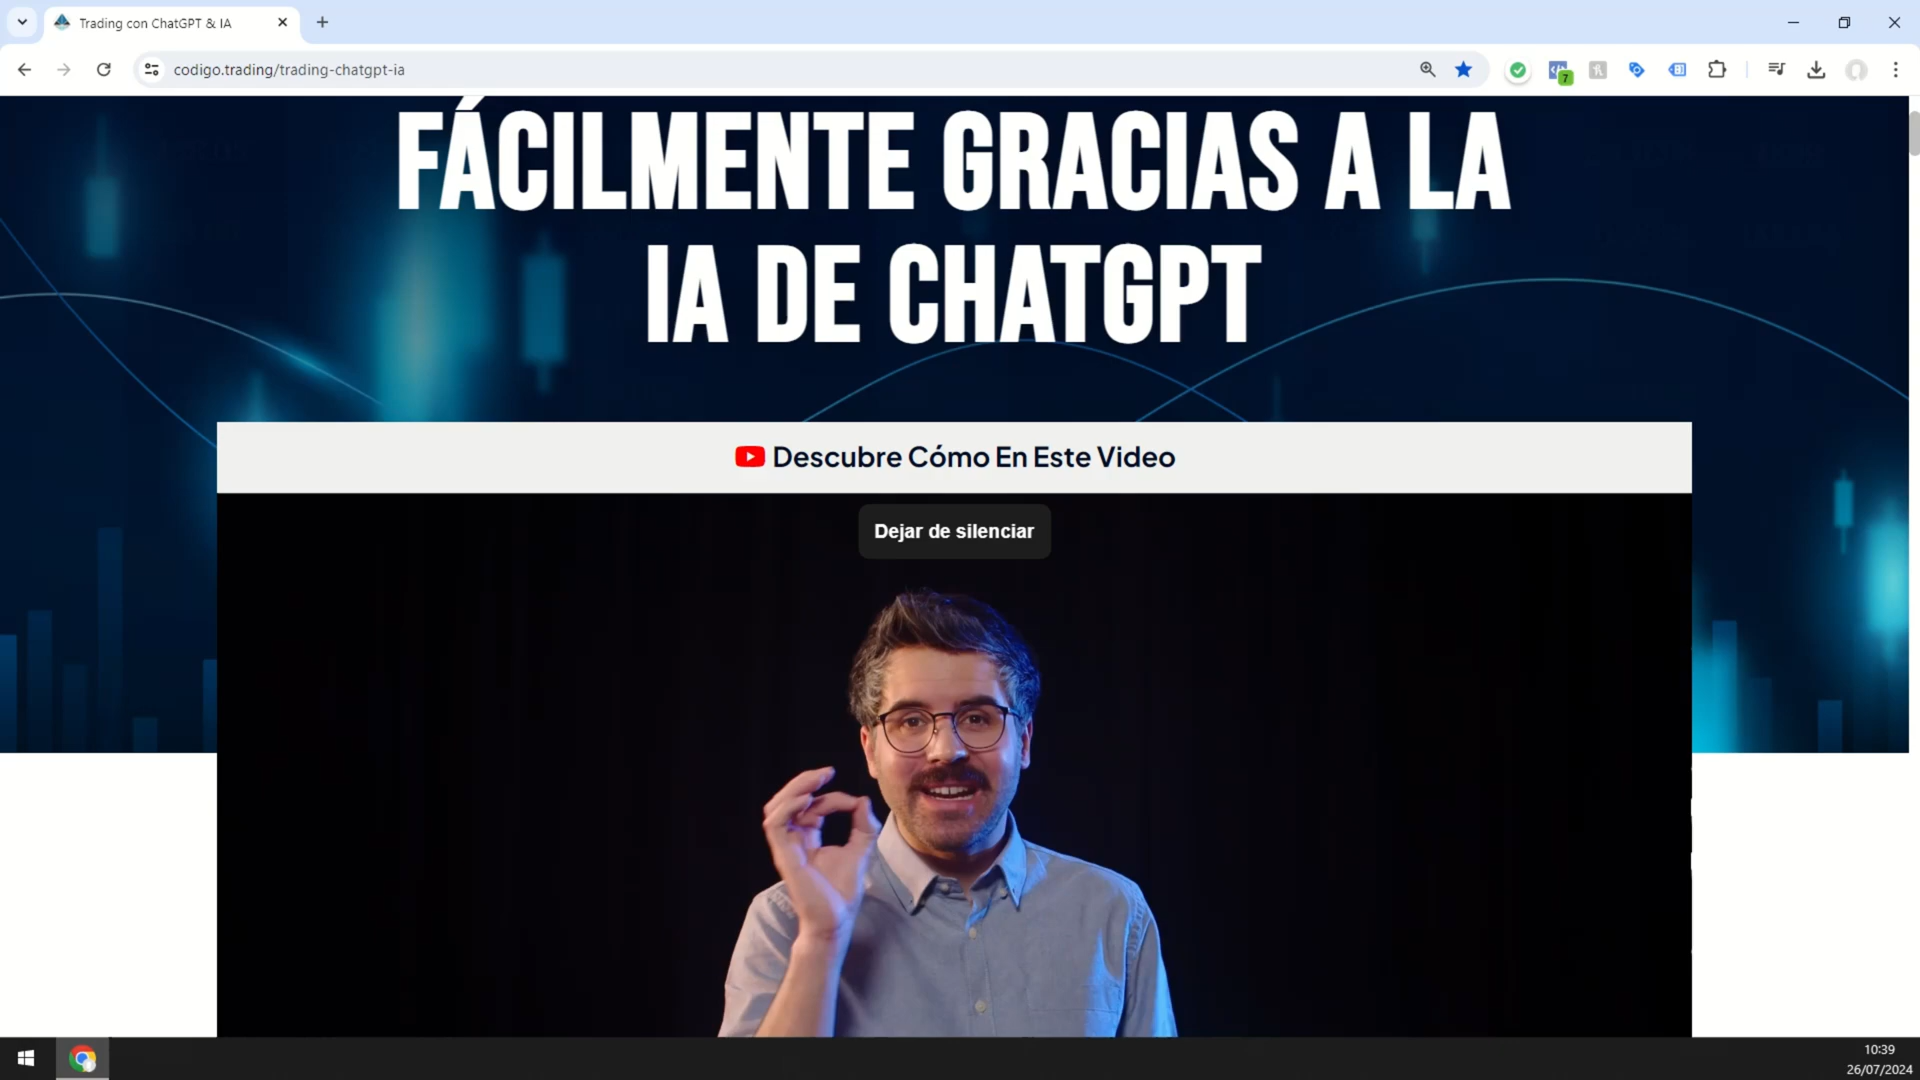 Trading con ChatGPT & IA
codigo.trading/trading-chatgpt-ia
7
FÁCILMENTE GRACIAS A LA
IA DE CHATGPT
Descubre Cómo En Este Video
Dejar de silenciar
10:39
26/07/2024